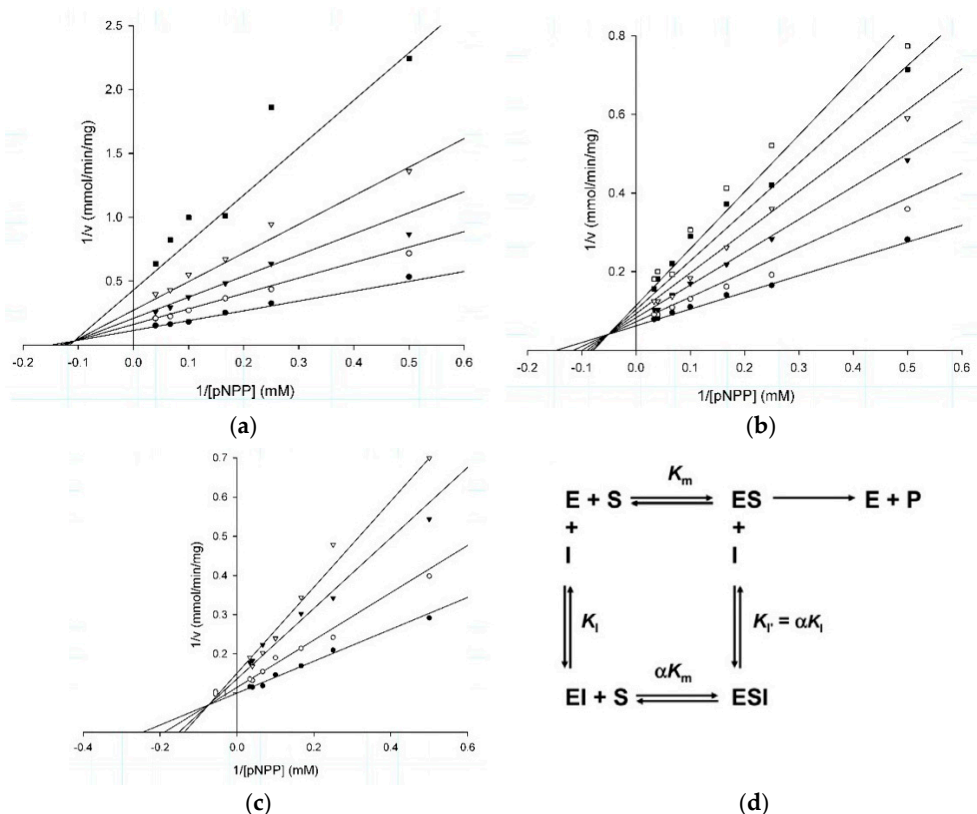 2.5
2.0
1.5
1.0
0.5
1/v (mmol/min/mg)
-0.2 -0.1 0.0 0.1 0.2 0.3 0.4 0.5 0.6
1/[pNPP] (mM)
(a)
0.8
0.6
0.4
0.2
1/v (mmol/min/mg)
-0.2 -0.1 0.0 0.1 0.2 0.3 0.4 0.5 0.6
1/[pNPP] (mM)
(b)
0.7
0.6
0.5
0.4
0.3
0.2
1/v (mmol/min/mg)
-0.4 -0.2 0.0 0.2 0.4 0.6
1/[pNPP] (mM)
(c)
Km
E + S ES E + P
+ +
I I
KI KI' = αKI
αKm
EI + S ESI
(d)